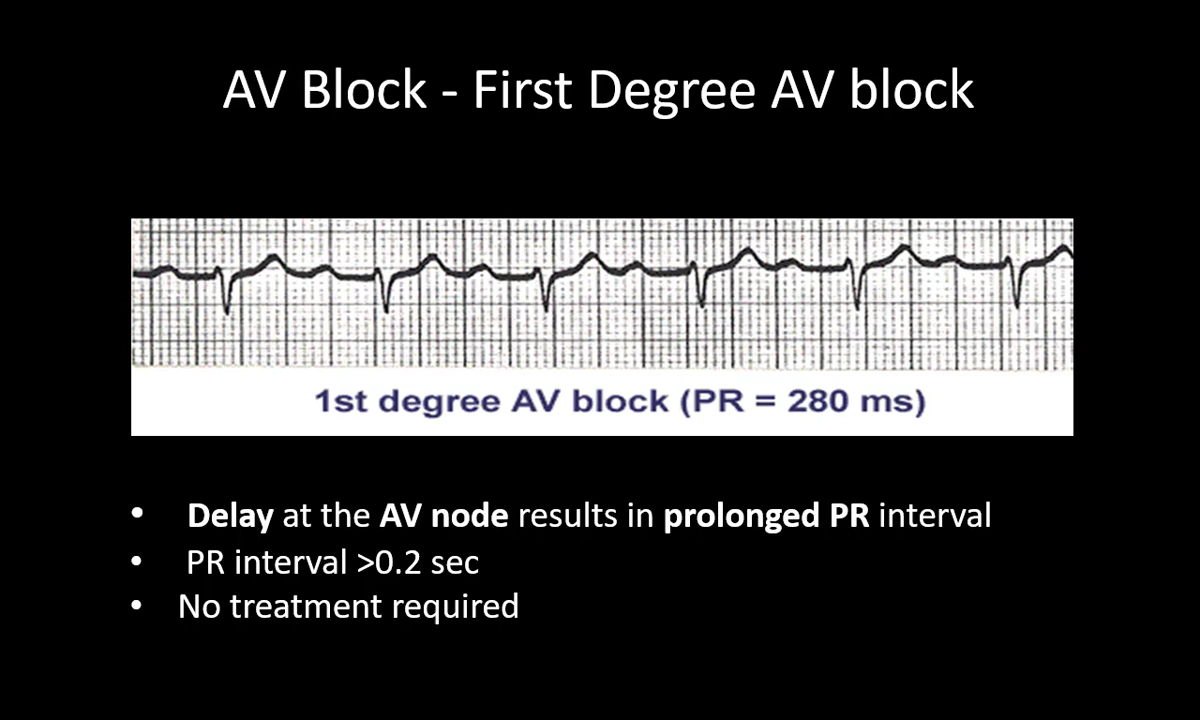 AV Block - First Degree AV block
1st degree AV block (PR = 280 ms)
• Delay at the AV node results in prolonged PR interval
• PR interval >0.2 sec
• No treatment required